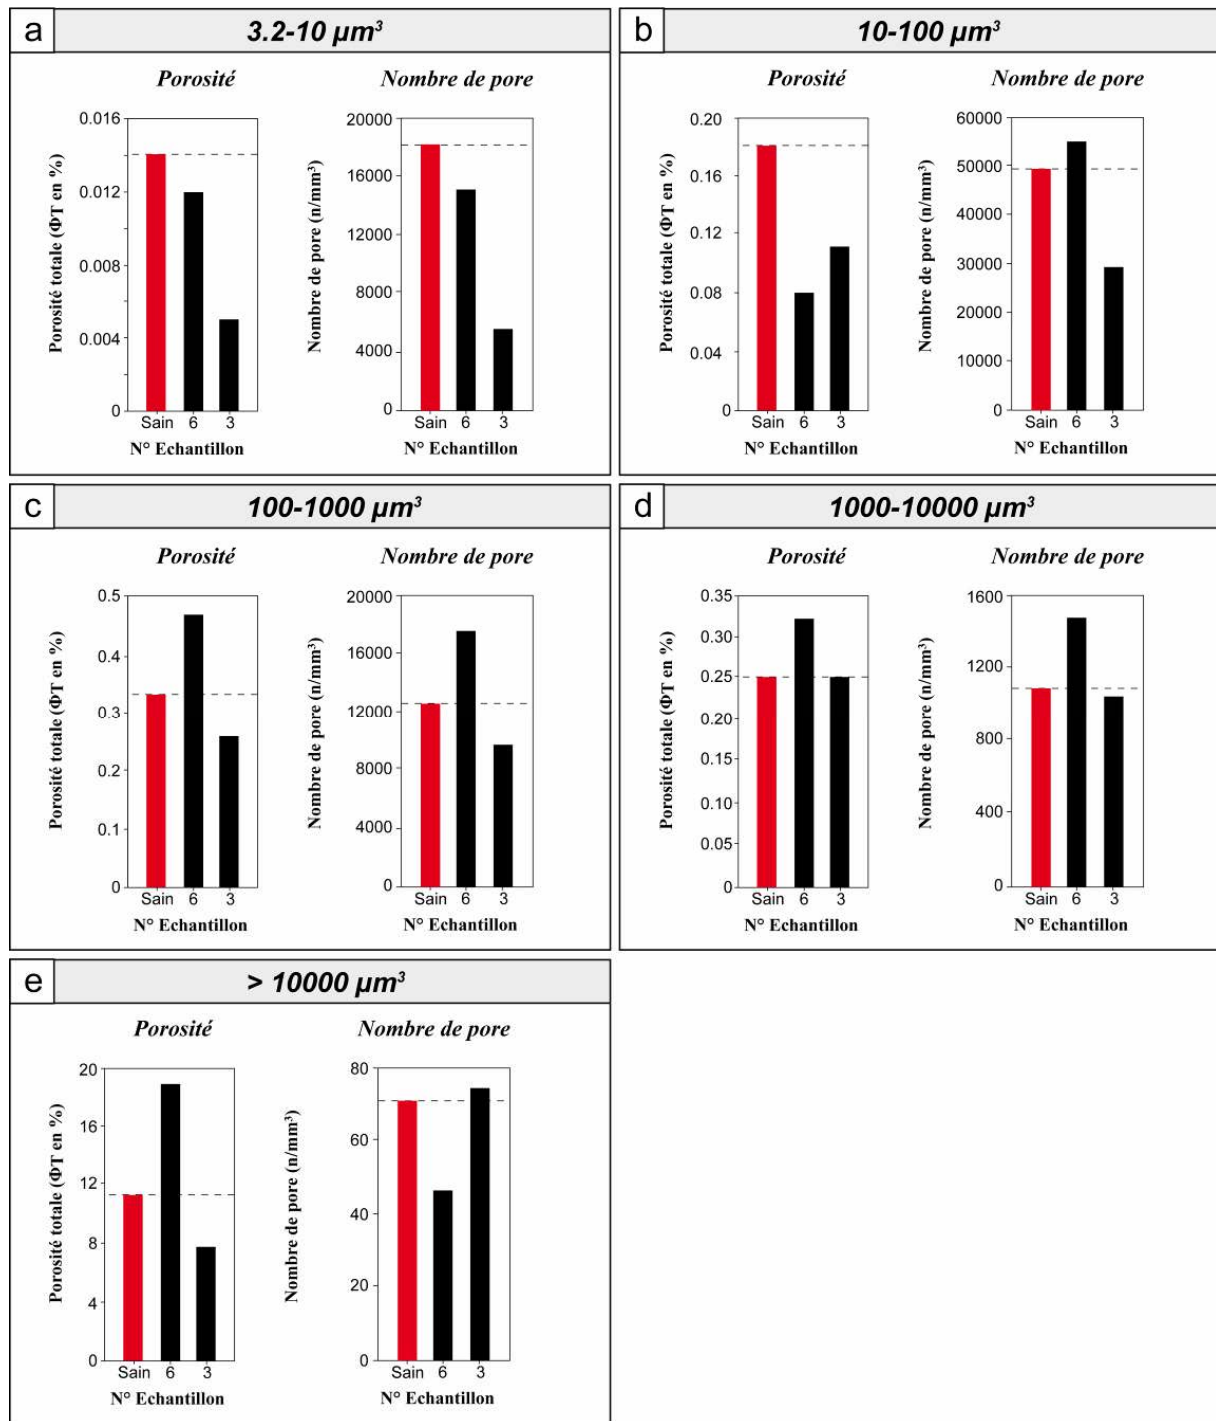 a
3.2-10 µm³
Porosité
Nombre de pore
Porosité totale (ΦT en %)
0.016
0.012
0.008
0.004
0
Sain 6 3
N° Echantillon
Nombre de pore (n/mm³)
20000
16000
12000
8000
4000
0
Sain 6 3
N° Echantillon
b
10-100 µm³
Porosité
Nombre de pore
Porosité totale (ΦT en %)
0.20
0.16
0.12
0.08
0.04
0
Sain 6 3
N° Echantillon
Nombre de pore (n/mm³)
60000
50000
40000
30000
20000
10000
0
Sain 6 3
N° Echantillon
c
100-1000 µm³
Porosité
Nombre de pore
Porosité totale (ΦT en %)
0.5
0.4
0.3
0.2
0.1
0
Sain 6 3
N° Echantillon
Nombre de pore (n/mm³)
20000
16000
12000
8000
4000
0
Sain 6 3
N° Echantillon
d
1000-10000 µm³
Porosité
Nombre de pore
Porosité totale (ΦT en %)
0.35
0.30
0.25
0.20
0.15
0.10
0.05
0
Sain 6 3
N° Echantillon
Nombre de pore (n/mm³)
1600
1200
800
400
0
Sain 6 3
N° Echantillon
e
> 10000 µm³
Porosité
Nombre de pore
Porosité totale (ΦT en %)
20
16
12
8
4
0
Sain 6 3
N° Echantillon
Nombre de pore (n/mm³)
80
60
40
20
0
Sain 6 3
N° Echantillon